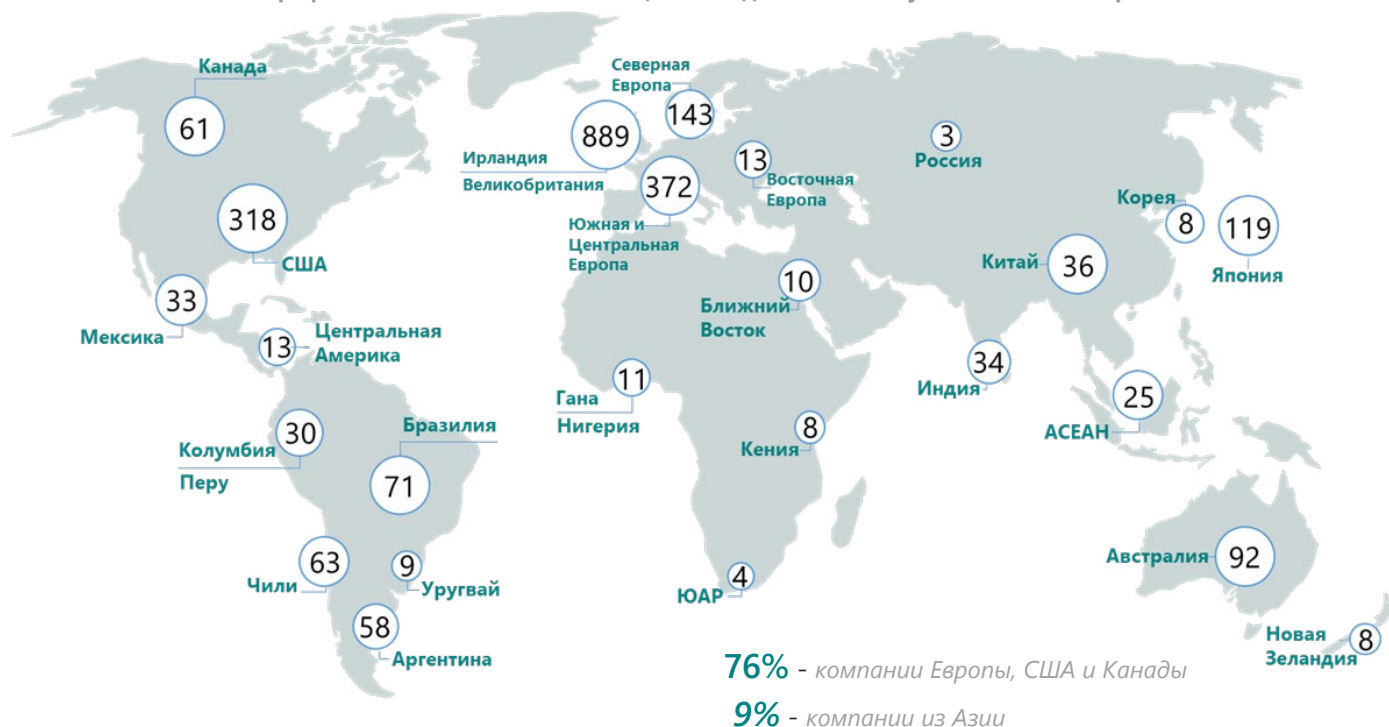 Канада
61
318
США
33
Мексика
13
Центральная
Америка
30
Колумбия
Перу
Бразилия
71
63
Чили
9
Уругвай
58
Аргентина
Северная
Европа
143
889
Ирландия
Великобритания
372
Южная и
Центральная
Европа
13
Восточная
Европа
3
Россия
Корея
8
119
Япония
Китай
36
10
Ближний
Восток
11
Гана
Нигерия
8
Кения
34
Индия
25
АСЕАН
4
ЮАР
Австралия
92
Новая
Зеландия
8
76% - компании Европы, США и Канады
9% - компании из Азии